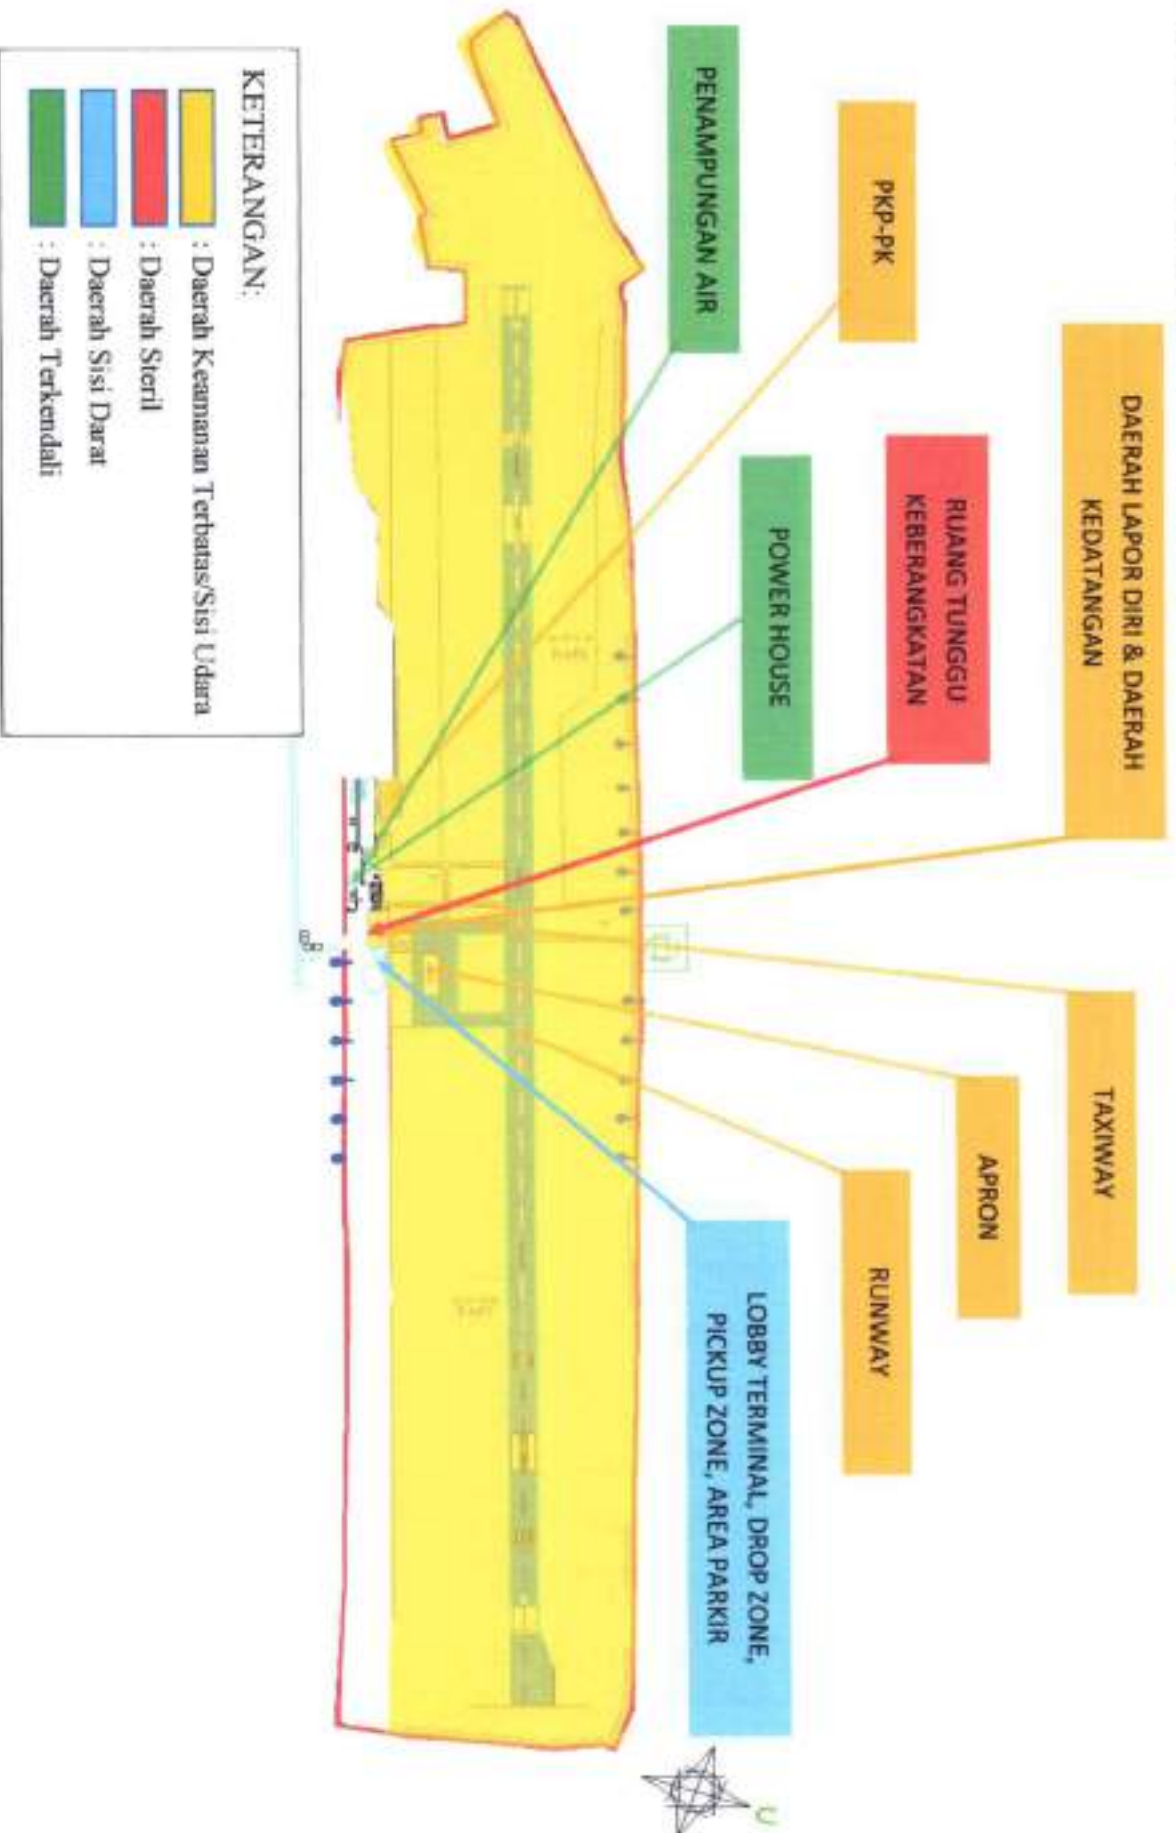 DAERAH LAPOR DIRI & DAERAH
KEDATANGAN
TAXIWAY
RUANG TUNGGU
KEBERANGKATAN
APRON
PKP-PK
RUNWAY
POWER HOUSE
PENAMPUNGAN AIR
LOBBY TERMINAL, DROP ZONE,
PICKUP ZONE, AREA PARKIR
KETERANGAN:
: Daerah Keamanan Terbatas/Sisi Udara
: Daerah Steril
: Daerah Sisi Darat
: Daerah Terkendali